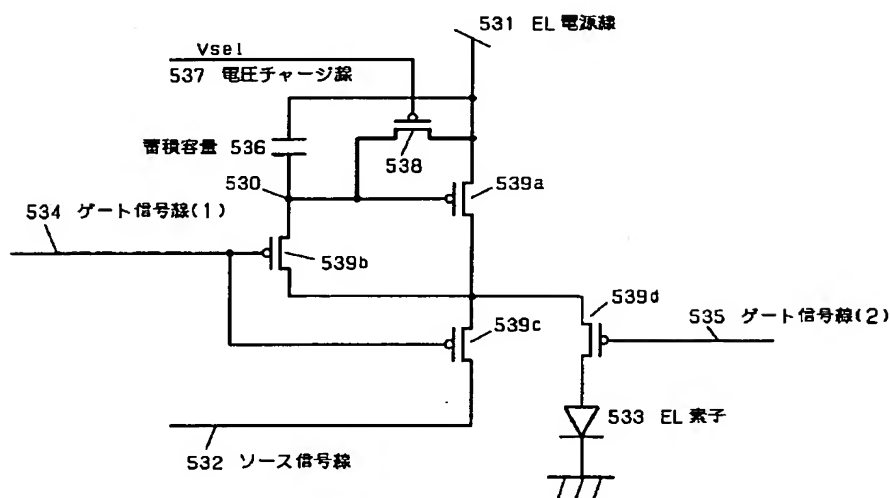 531 EL 電源線
Vsel
537 電圧チャージ線
蓄積容量 536
538
530
539a
534 ゲート信号線(1)
539b
539d
539c
535 ゲート信号線(2)
533 EL 素子
532 ソース信号線